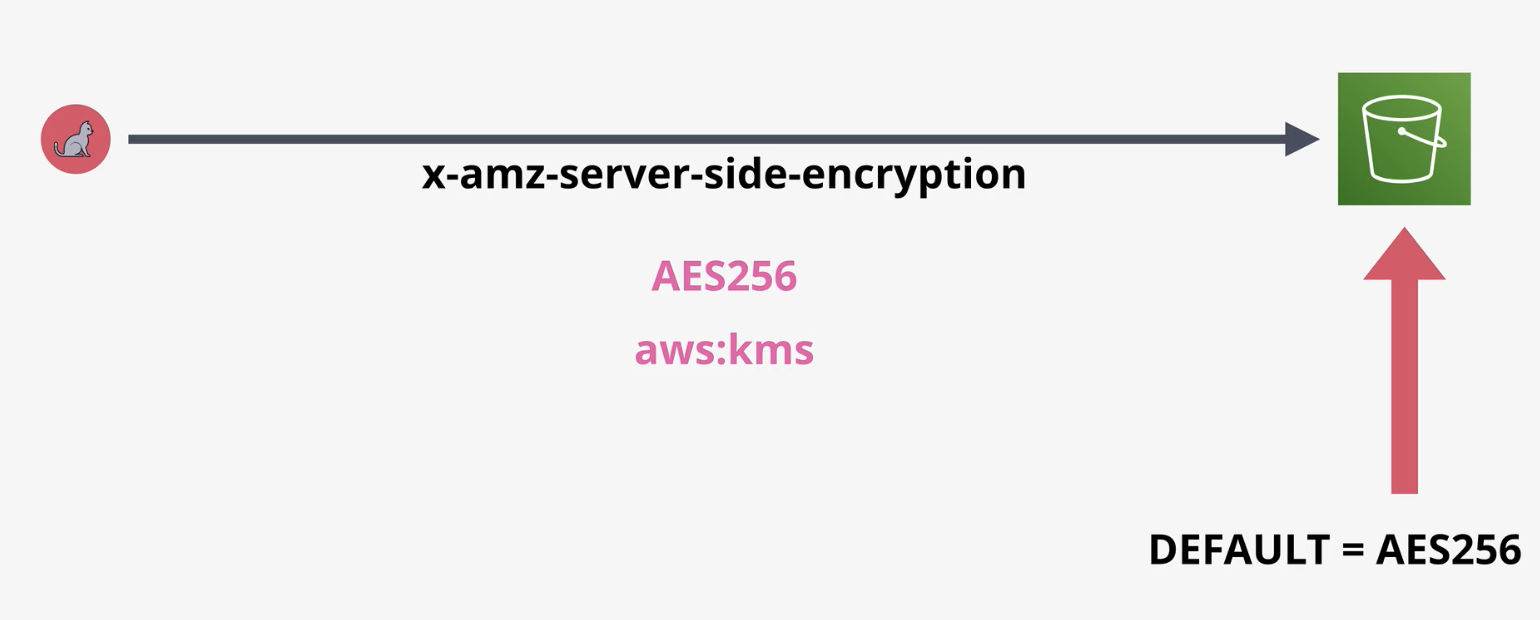 x-amz-server-side-encryption
AES256
aws:kms
DEFAULT = AES256